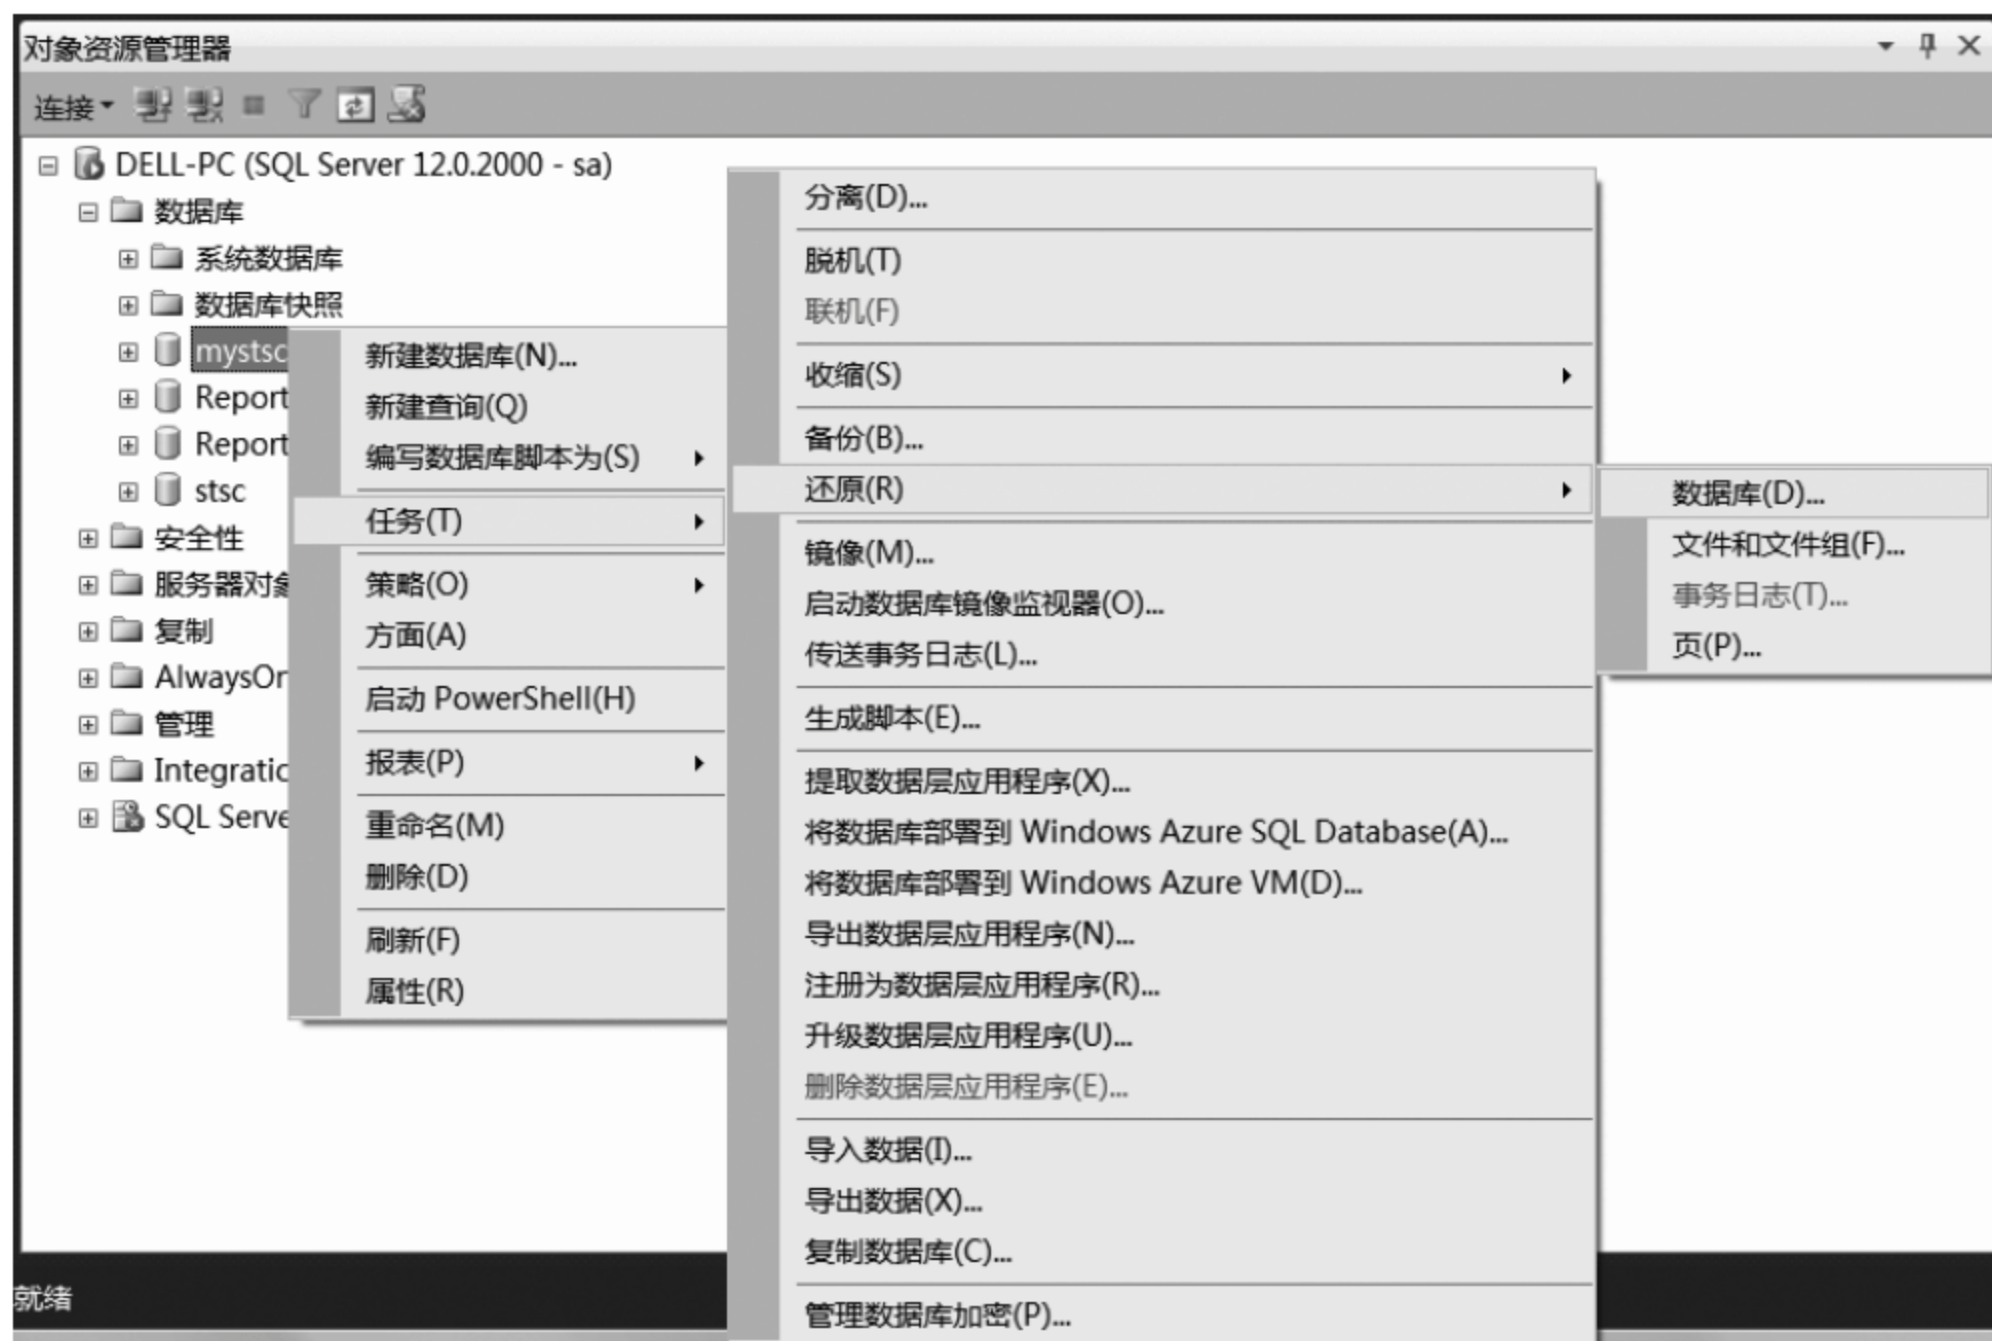 对象资源管理器
连接
DELL-PC (SQL Server 12.0.2000 - sa)
数据库
系统数据库
数据库快照
mystsc
Report
Report
stsc
安全性
服务器对象
复制
AlwaysOn
管理
Integratio
SQL Serve
就绪
新建数据库(N)...
新建查询(Q)
编写数据库脚本为(S)
任务(T)
策略(O)
方面(A)
启动 PowerShell(H)
报表(P)
重命名(M)
删除(D)
刷新(F)
属性(R)
分离(D)...
脱机(T)
联机(F)
收缩(S)
备份(B)...
还原(R)
镜像(M)...
启动数据库镜像监视器(O)...
传送事务日志(L)...
生成脚本(E)...
提取数据层应用程序(X)...
将数据库部署到 Windows Azure SQL Database(A)...
将数据库部署到 Windows Azure VM(D)...
导出数据层应用程序(N)...
注册为数据层应用程序(R)...
升级数据层应用程序(U)...
删除数据层应用程序(E)...
导入数据(I)...
导出数据(X)...
复制数据库(C)...
管理数据库加密(P)...
数据库(D)...
文件和文件组(F)...
事务日志(T)...
页(P)...